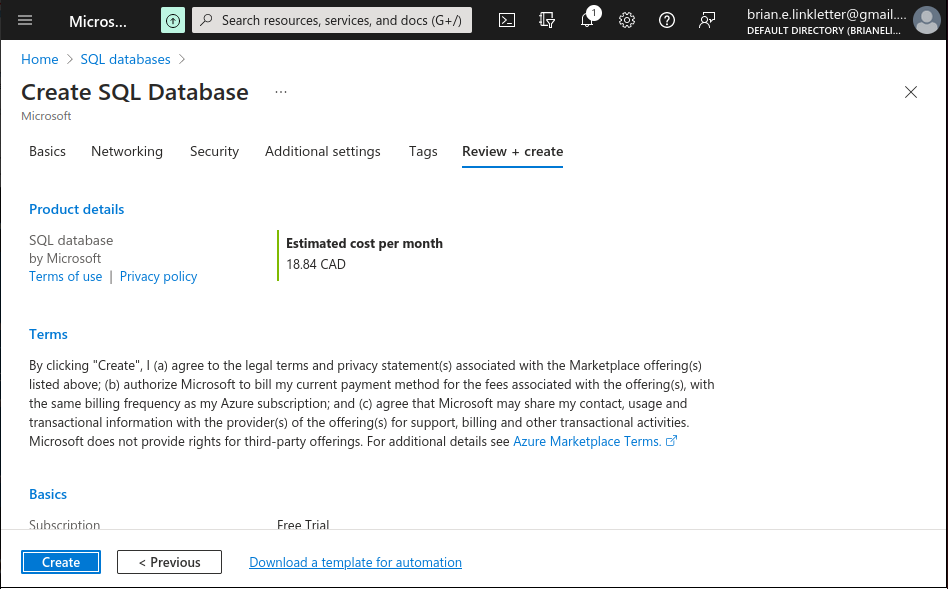 Micros...
Search resources, services, and docs (G+/)
1
brian.e.linkletter@gmail....
DEFAULT DIRECTORY (BRIANELI...
Home > SQL databases >
Create SQL Database ...
Microsoft
Basics Networking Security Additional settings Tags Review + create
Product details
SQL database
by Microsoft
Terms of use | Privacy policy
Estimated cost per month
18.84 CAD
Terms
By clicking "Create", I (a) agree to the legal terms and privacy statement(s) associated with the Marketplace offering(s)
listed above; (b) authorize Microsoft to bill my current payment method for the fees associated with the offering(s), with
the same billing frequency as my Azure subscription; and (c) agree that Microsoft may share my contact, usage and
transactional information with the provider(s) of the offering(s) for support, billing and other transactional activities.
Microsoft does not provide rights for third-party offerings. For additional details see Azure Marketplace Terms.
Basics
Subscription Free Trial
Create < Previous Download a template for automation